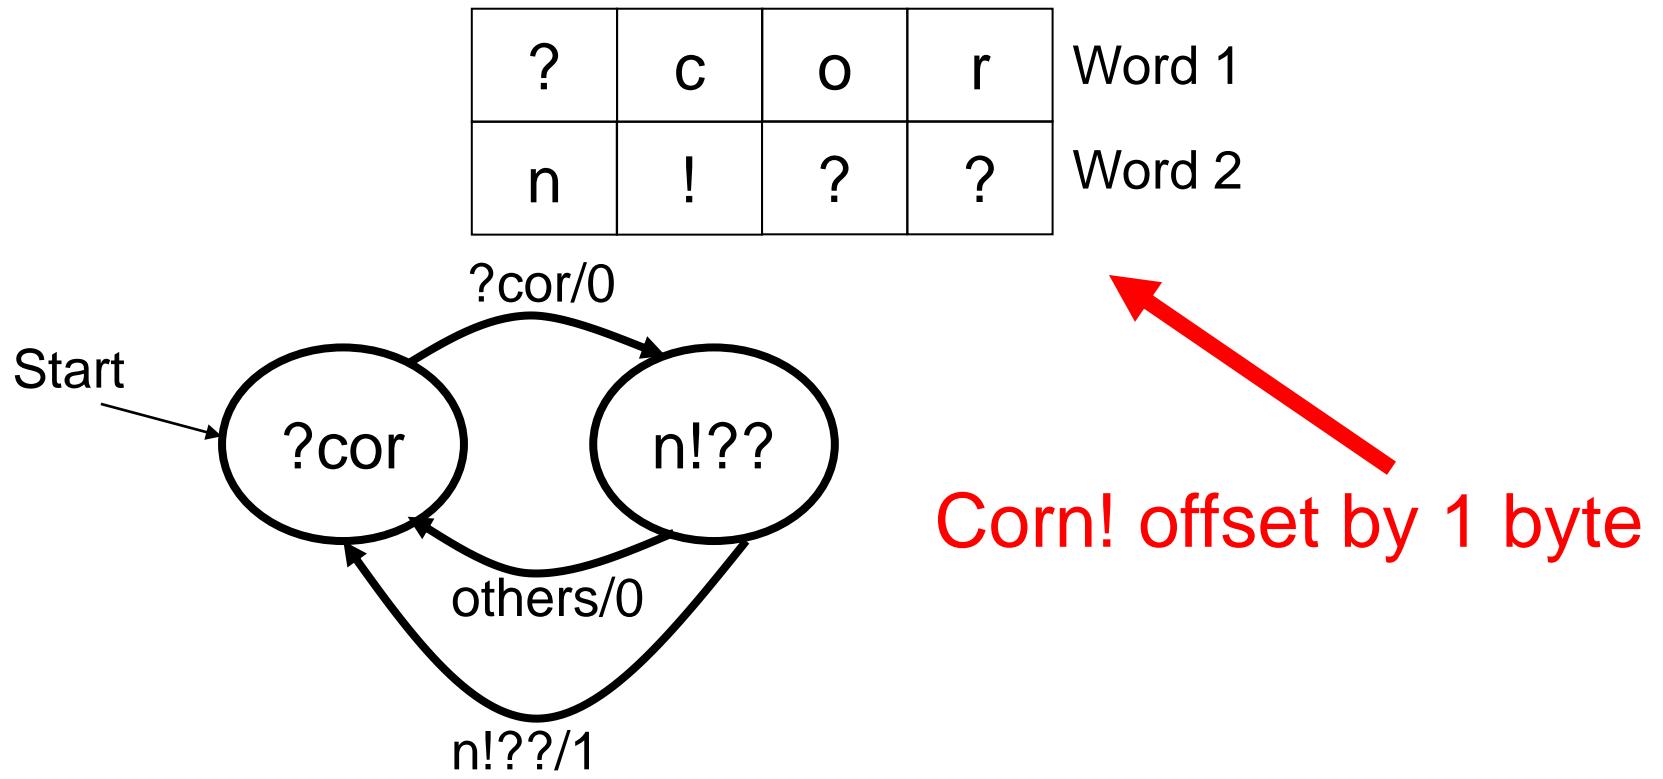 ? c o r Word 1
n ! ? ? Word 2
?cor/0
Start
?cor
n!??
Corn! offset by 1 byte
others/0
n!??/1